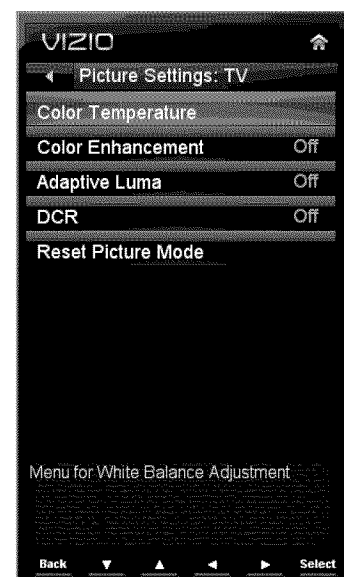 VIZIO
Picture Settings: TV
Color Temperature
Color Enhancement Off
Adaptive Luma Off
DCR Off
Reset Picture Mode
Menu for White Balance Adjustment
Back ▼ ▲ ◀ ▶ Select